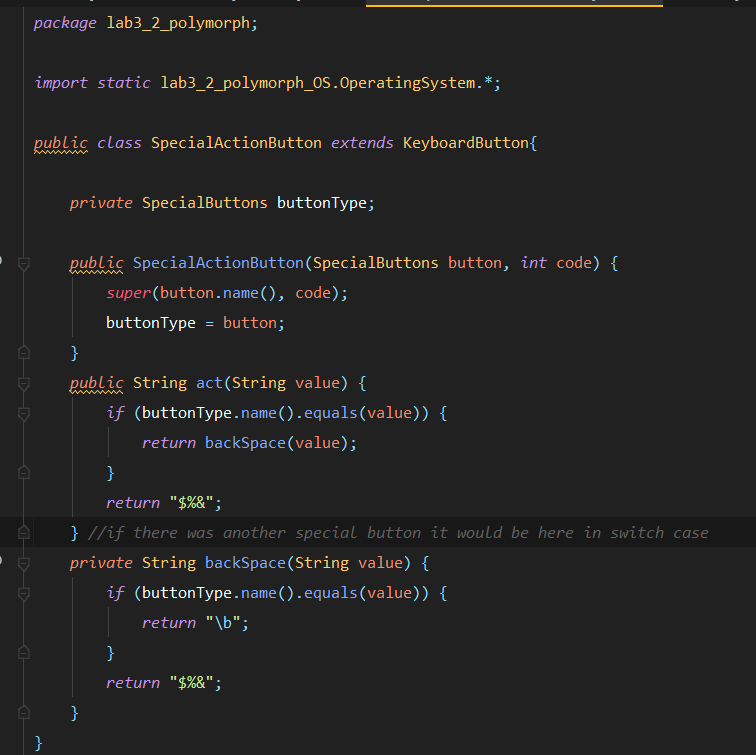 package lab3_2_polymorph;
import static lab3_2_polymorph_OS.OperatingSystem.*;
public class SpecialActionButton extends KeyboardButton{
private SpecialButtons buttonType;
public SpecialActionButton(SpecialButtons button, int code) {
super(button.name(), code);
buttonType = button;
}
public String act(String value) {
if (buttonType.name().equals(value)) {
return backSpace(value);
}
return "$%&";
} //if there was another special button it would be here in switch case
private String backSpace(String value) {
if (buttonType.name().equals(value)) {
return "\b";
}
return "$%&";
}
}